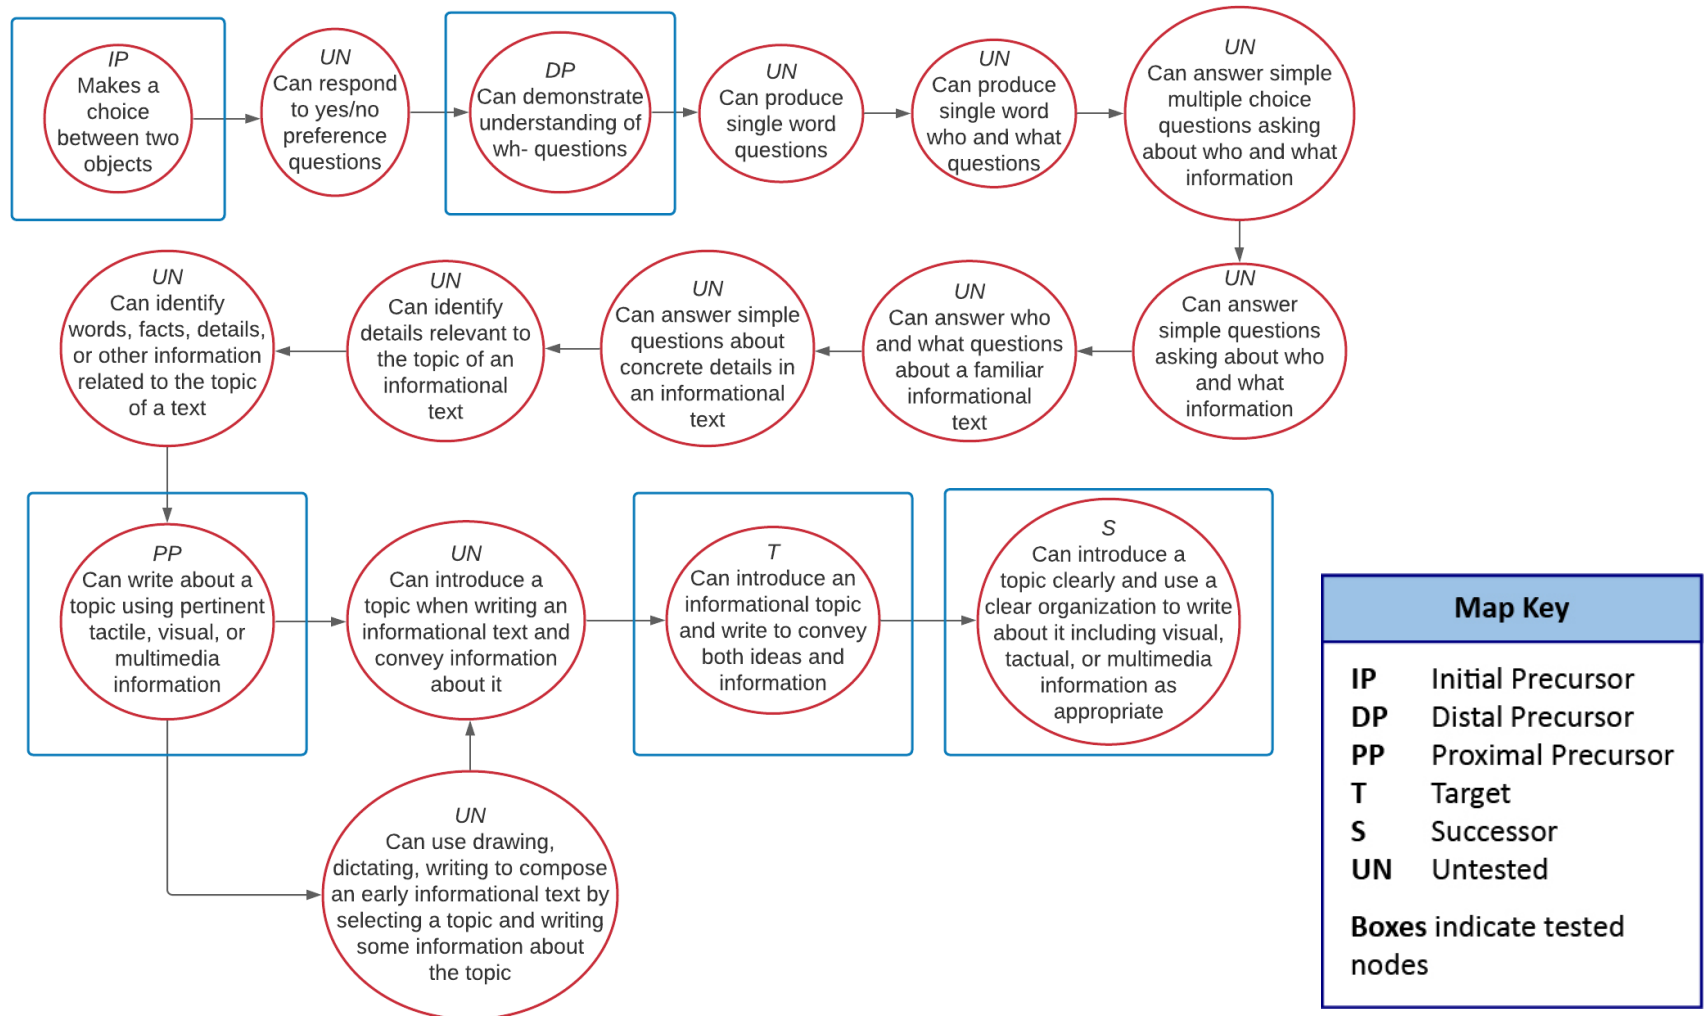 IP
Makes a
choice
between two
objects
UN
Can respond
to yes/no
preference
questions
DP
Can demonstrate
understanding of
wh- questions
UN
Can produce
single word
questions
UN
Can produce
single word
who and what
questions
UN
Can answer simple
multiple choice
questions asking
about who and what
information
UN
Can answer
simple questions
asking about who
and what
information
UN
Can answer who
and what questions
about a familiar
informational
text
UN
Can answer simple
questions about
concrete details in
an informational
text
UN
Can identify
details relevant to
the topic of an
informational
text
UN
Can identify
words, facts, details,
or other information
related to the topic
of a text
PP
Can write about a
topic using pertinent
tactile, visual, or
multimedia
information
UN
Can use drawing,
dictating, writing to compose
an early informational text by
selecting a topic and writing
some information about
the topic
UN
Can introduce a
topic when writing an
informational text and
convey information
about it
T
Can introduce an
informational topic
and write to convey
both ideas and
information
S
Can introduce a
topic clearly and use a
clear organization to write
about it including visual,
tactual, or multimedia
information as
appropriate
Map Key
IP Initial Precursor
DP Distal Precursor
PP Proximal Precursor
T Target
S Successor
UN Untested
Boxes indicate tested
nodes